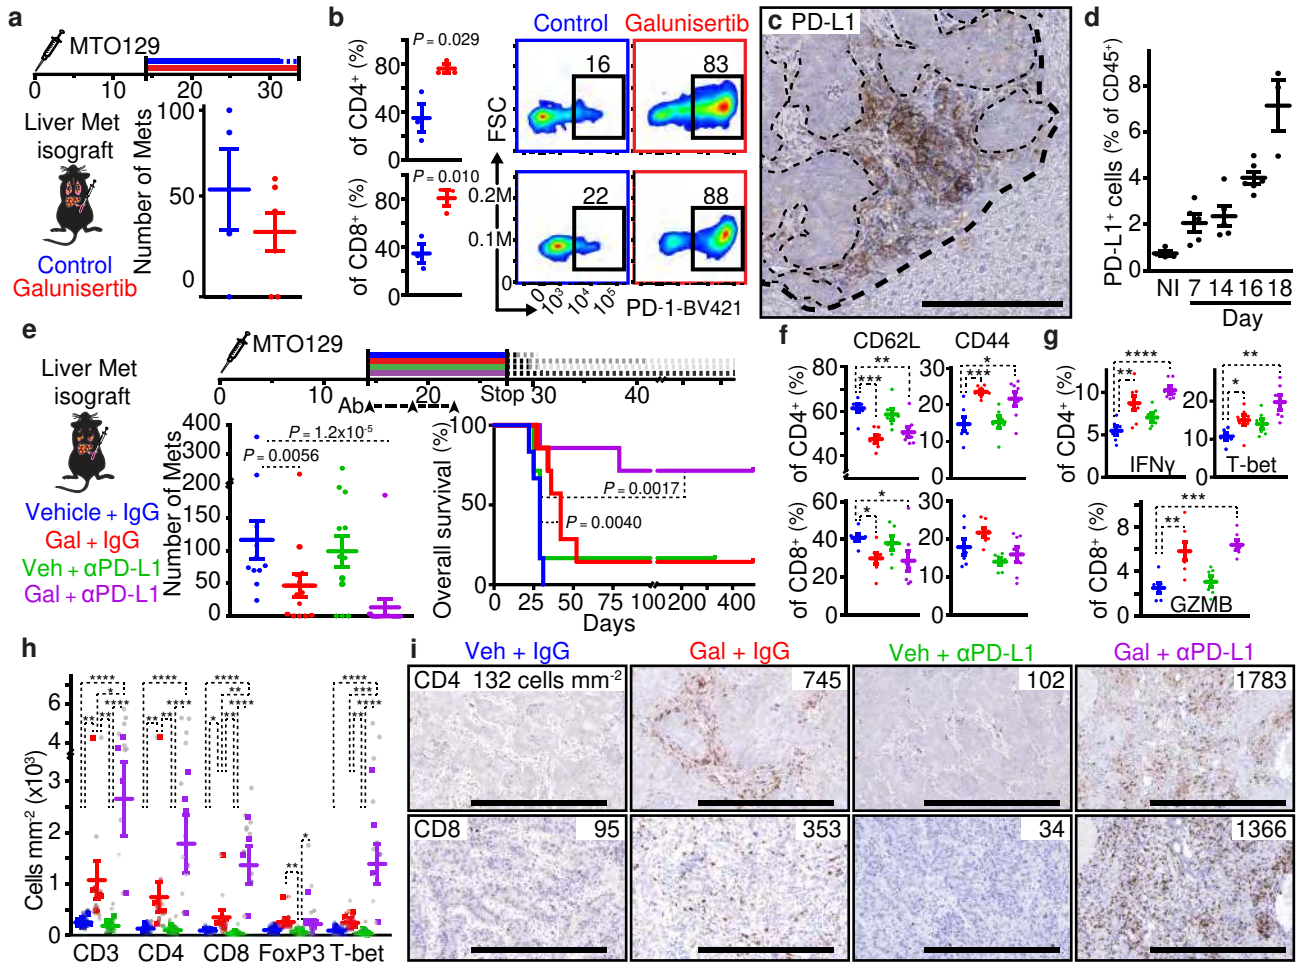 a
MTO129
0 10 20 30
Liver Met
isograft
Control
Galunisertib
Number of Mets
100
50
0
b
of CD4⁺ (%)
P = 0.029
80
40
0
of CD8⁺ (%)
P = 0.010
80
40
0
Control Galunisertib
16 83
22 88
FSC
0.2M
0.1M
0 10³ 10⁴ 10⁵
PD-1-BV421
c PD-L1
d
PD-L1⁺ cells (% of CD45⁺)
8
6
4
2
0
NI 7 14 16 18
Day
e
Liver Met
isograft
MTO129
0 10 20 Stop 30 40
Ab
Vehicle + IgG
Gal + IgG
Veh + αPD-L1
Gal + αPD-L1
Number of Mets
400
300
200
150
100
50
0
P = 1.2x10⁻⁵
P = 0.0056
Overall survival (%)
100
50
0
P = 0.0017
P = 0.0040
0 25 50 75 100 200 400
Days
f
CD62L CD44
of CD4⁺ (%)
80
60
40
** ***
30
20
10
0
* ***
of CD8⁺ (%)
60
40
20
0
* *
30
20
10
0
g
of CD4⁺ (%)
10
5
0
**** **
IFNγ
20
10
0
** *
T-bet
of CD8⁺ (%)
8
6
4
2
0
*** **
GZMB
h
Cells mm⁻² (x10³)
6
4
3
2
1
0
CD3 CD4 CD8 FoxP3 T-bet
i
Veh + IgG Gal + IgG Veh + αPD-L1 Gal + αPD-L1
CD4 132 cells mm⁻² 745 102 1783
CD8 95 353 34 1366